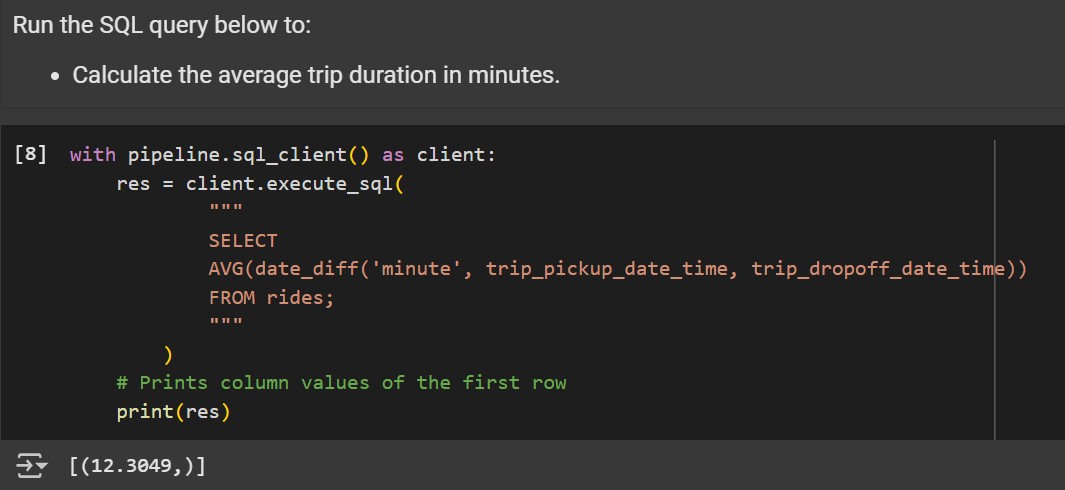 Run the SQL query below to:
• Calculate the average trip duration in minutes.
[8] with pipeline.sql_client() as client:
res = client.execute_sql(
"""
SELECT
AVG(date_diff('minute', trip_pickup_date_time, trip_dropoff_date_time))
FROM rides;
"""
)
# Prints column values of the first row
print(res)
[(12.3049,)]